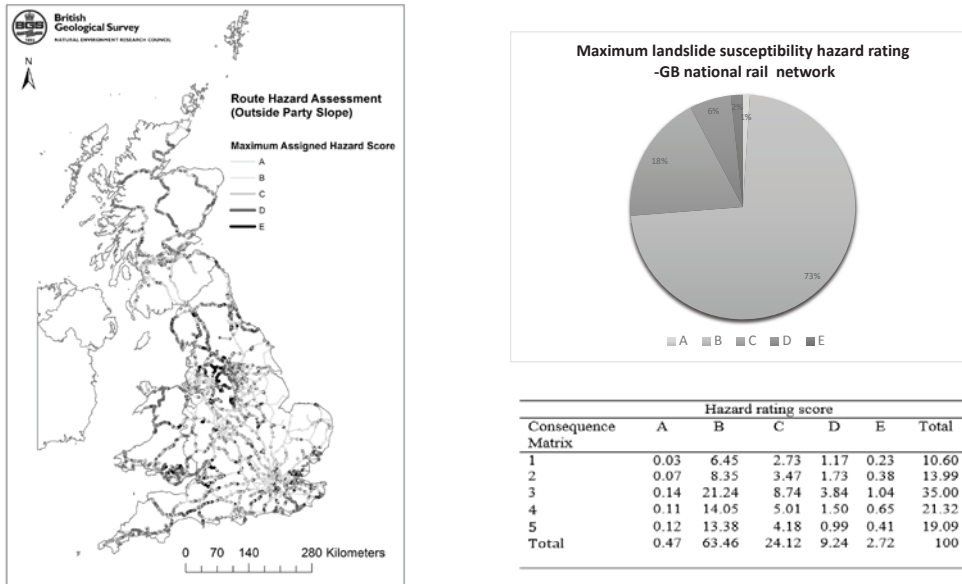 BGS
1835
British
Geological Survey
NATURAL ENVIRONMENT RESEARCH COUNCIL
N
Route Hazard Assessment
(Outside Party Slope)
Maximum Assigned Hazard Score
A
B
C
D
E
0 70 140 280 Kilometers
Maximum landslide susceptibility hazard rating
-GB national rail network
2%
1%
6%
18%
73%
A B C D E
Hazard rating score
Consequence Matrix A B C D E Total
1 0.03 6.45 2.73 1.17 0.23 10.60
2 0.07 8.35 3.47 1.73 0.38 13.99
3 0.14 21.24 8.74 3.84 1.04 35.00
4 0.11 14.05 5.01 1.50 0.65 21.32
5 0.12 13.38 4.18 0.99 0.41 19.09
Total 0.47 63.46 24.12 9.24 2.72 100